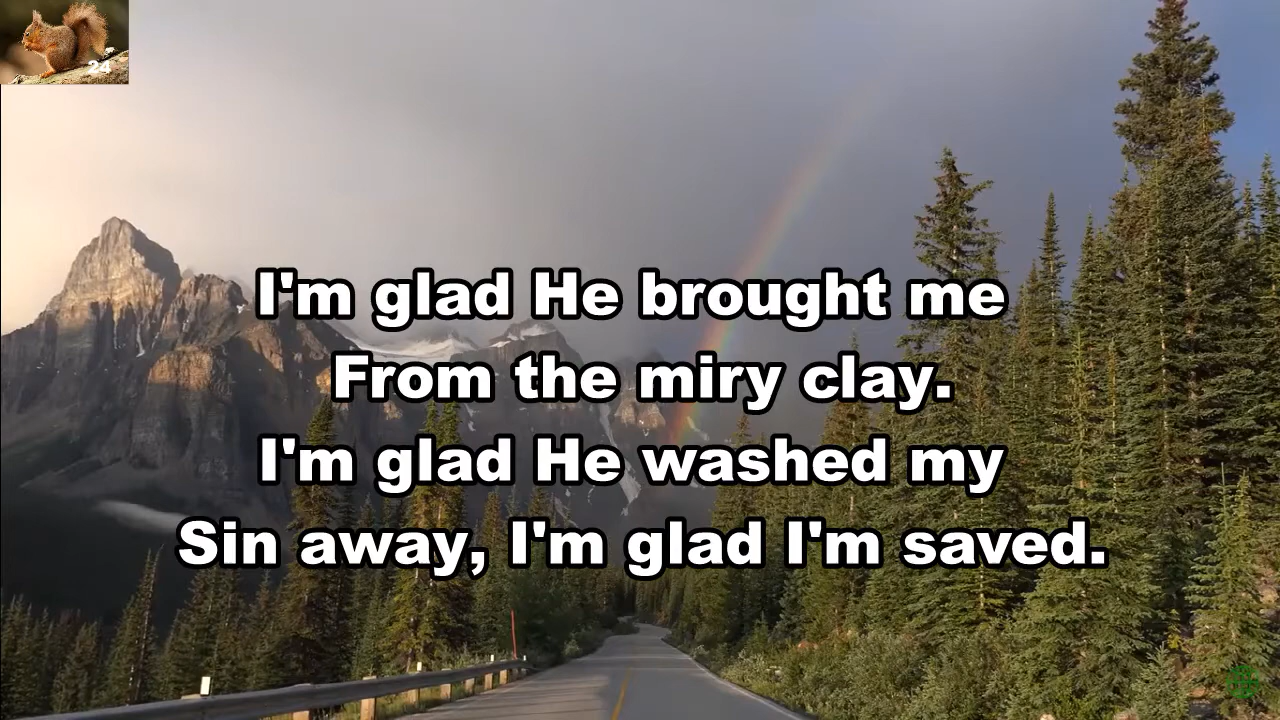 24
I'm glad He brought me
From the miry clay.
I'm glad He washed my
Sin away, I'm glad I'm saved.